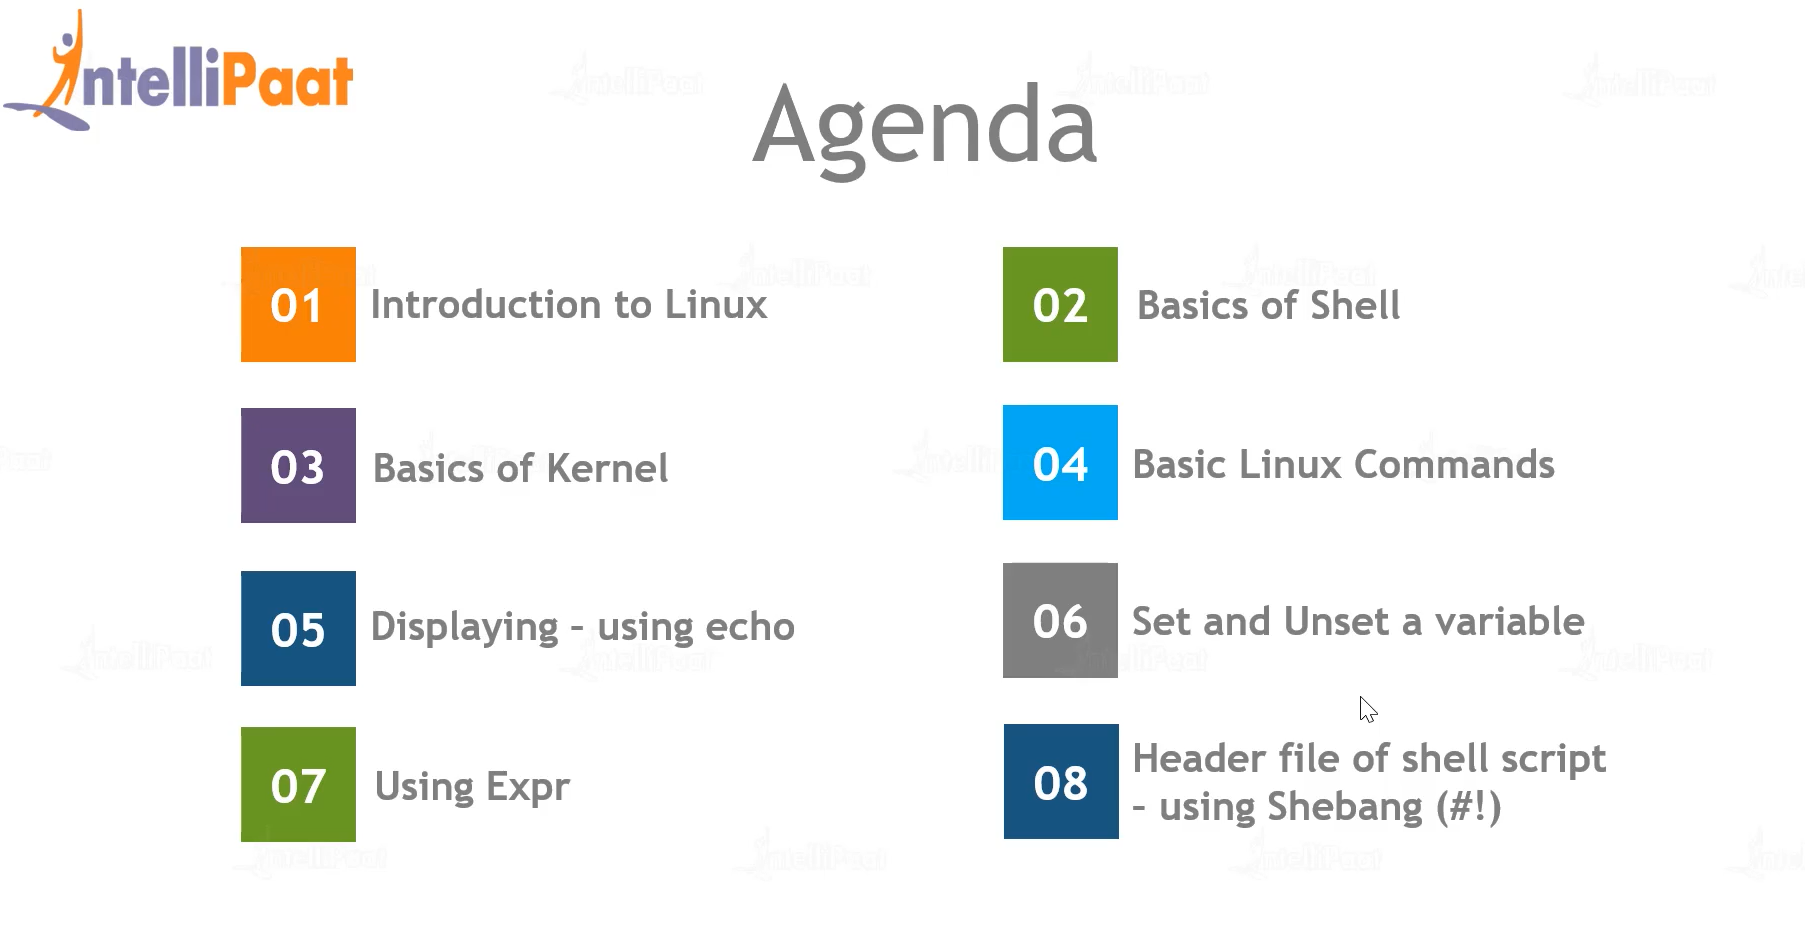 IntelliPaat
Agenda
01 Introduction to Linux
02 Basics of Shell
03 Basics of Kernel
04 Basic Linux Commands
05 Displaying – using echo
06 Set and Unset a variable
07 Using Expr
08 Header file of shell script
– using Shebang (#!)